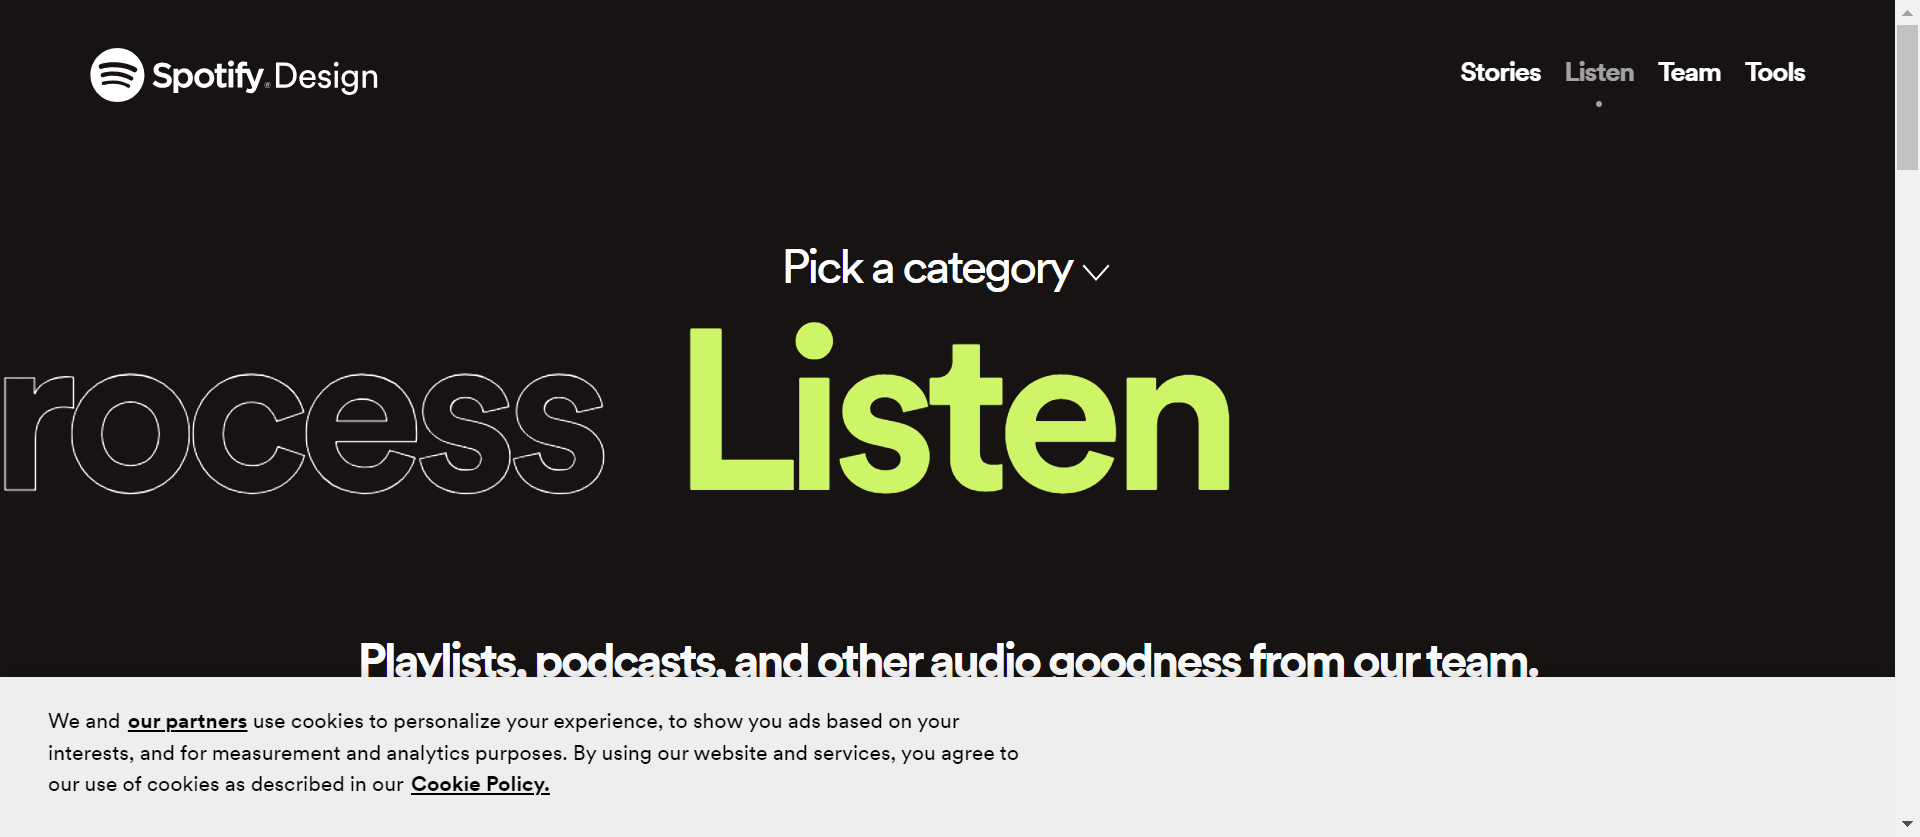 Spotify® Design
Stories Listen Team Tools
Pick a category
rocess Listen
Playlists, podcasts, and other audio goodness from our team.
We and our partners use cookies to personalize your experience, to show you ads based on your
interests, and for measurement and analytics purposes. By using our website and services, you agree to
our use of cookies as described in our Cookie Policy.